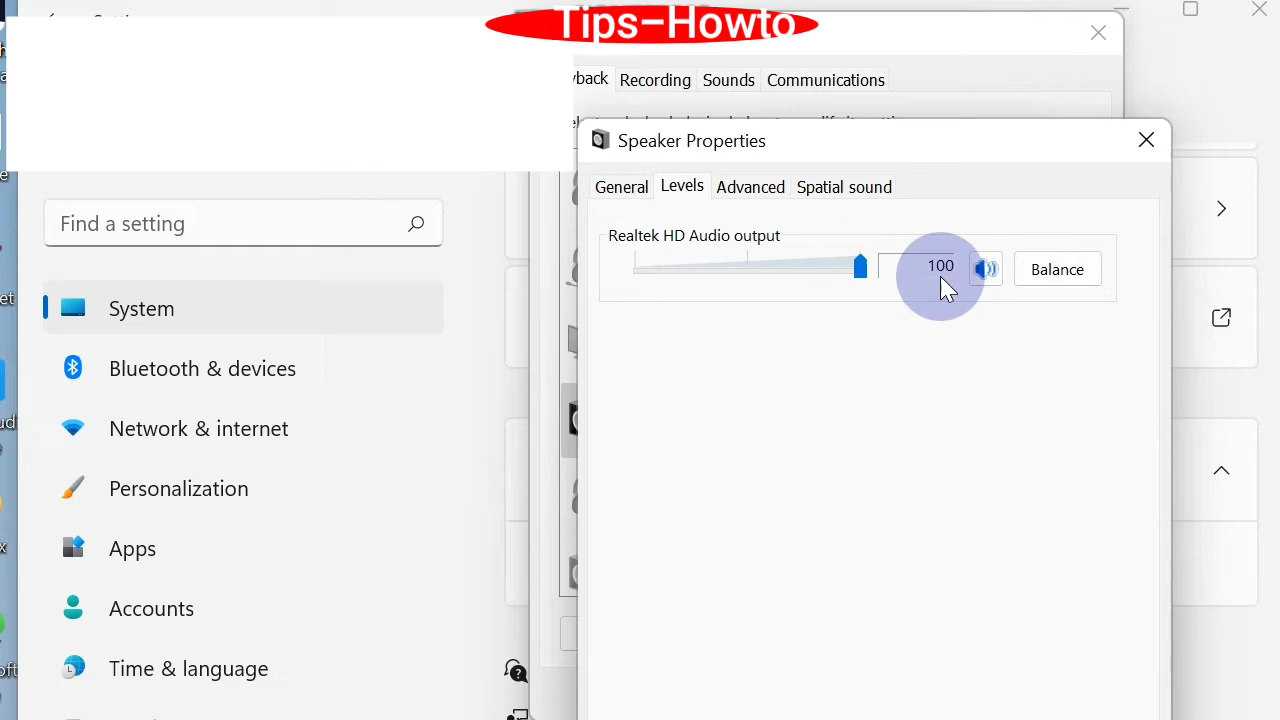 Tips-Howto
Recording
Sounds
Communications
Speaker Properties
General
Levels
Advanced
Spatial sound
Realtek HD Audio output
100
Balance
Find a setting
System
Bluetooth & devices
Network & internet
Personalization
Apps
Accounts
Time & language